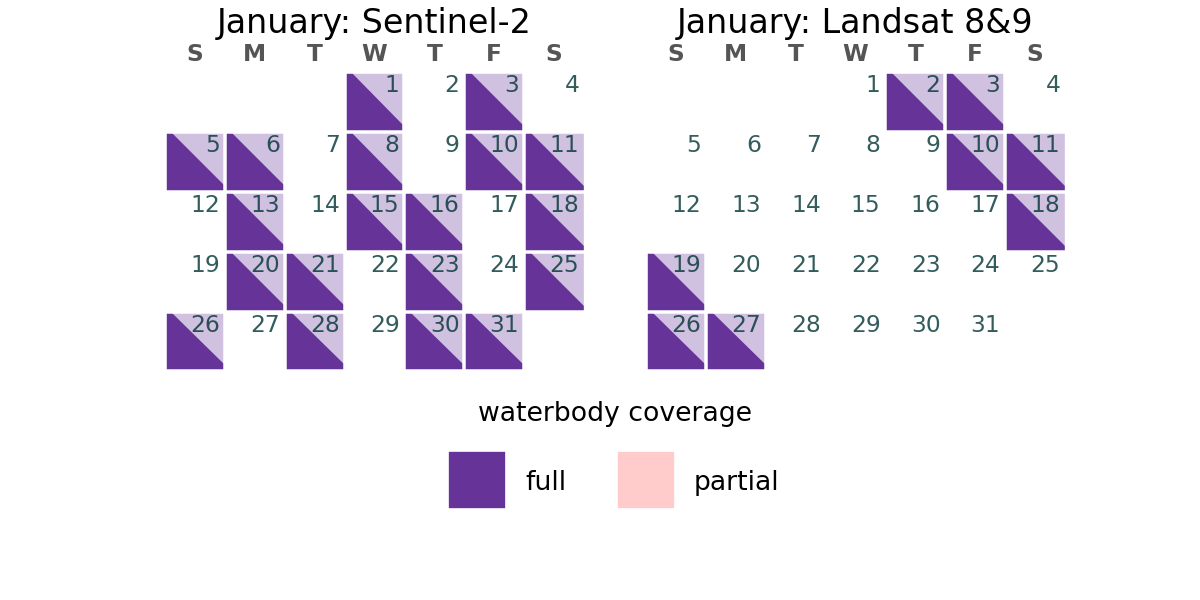 January: Sentinel-2
S M T W T F S
1 2 3 4
5 6 7 8 9 10 11
12 13 14 15 16 17 18
19 20 21 22 23 24 25
26 27 28 29 30 31
January: Landsat 8&9
S M T W T F S
1 2 3 4
5 6 7 8 9 10 11
12 13 14 15 16 17 18
19 20 21 22 23 24 25
26 27 28 29 30 31
waterbody coverage
full partial